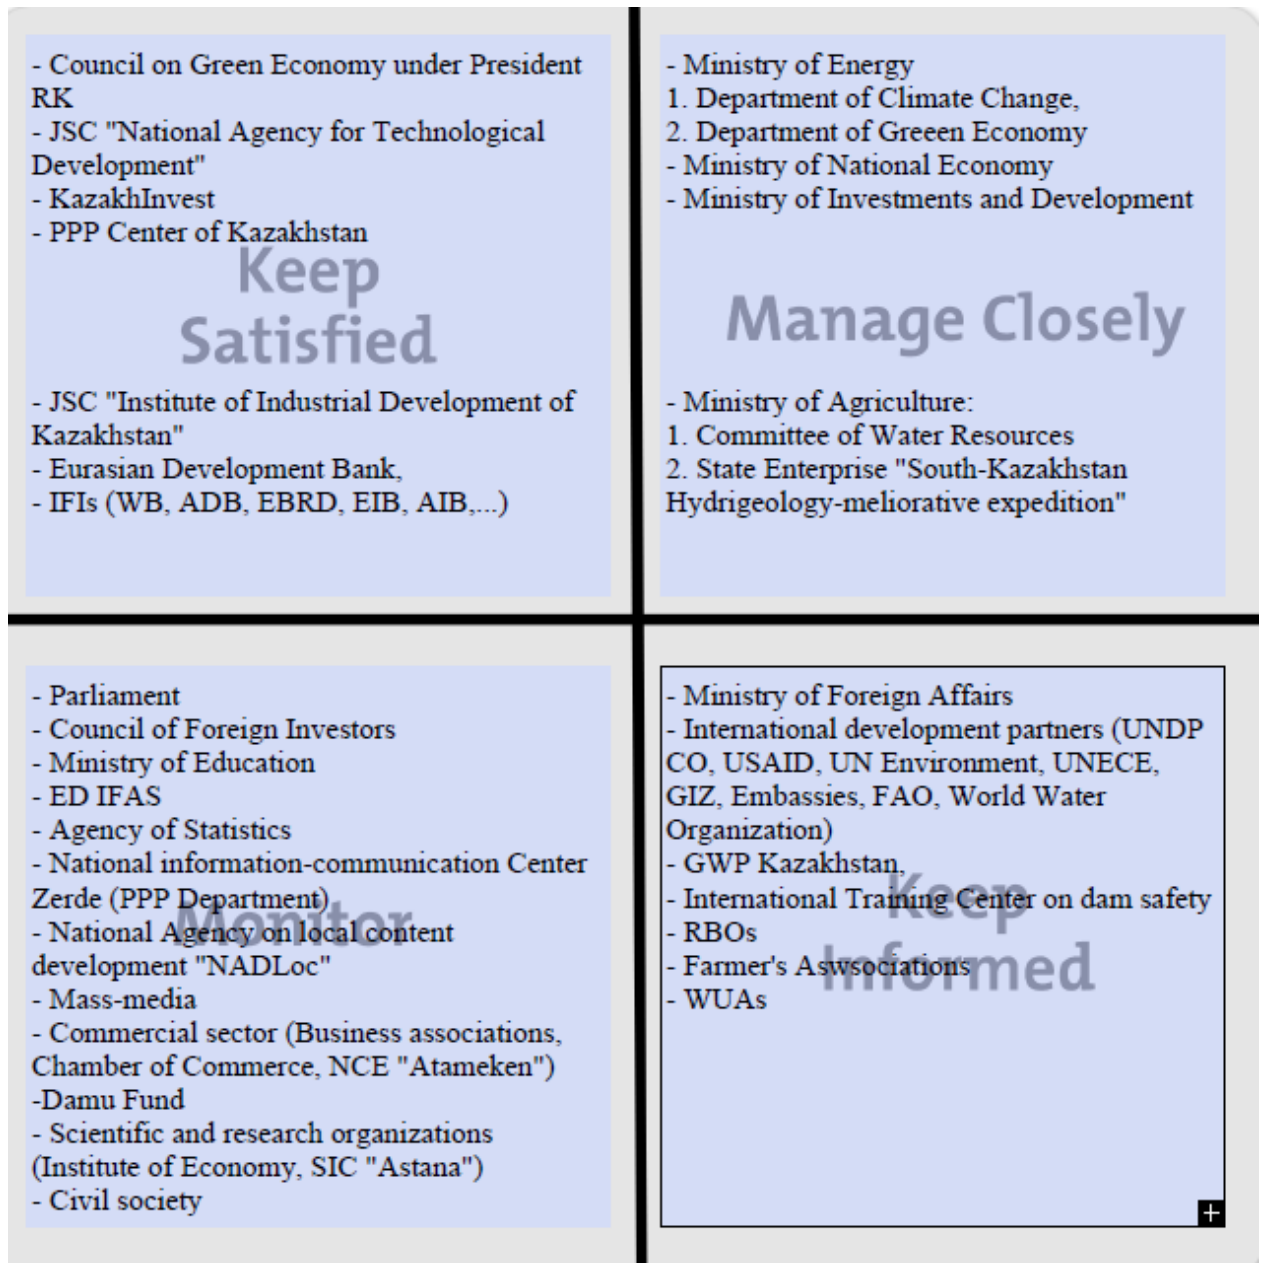 - Council on Green Economy under President
RK
- JSC "National Agency for Technological
Development"
- KazakhInvest
- PPP Center of Kazakhstan
Keep
Satisfied
- JSC "Institute of Industrial Development of
Kazakhstan"
- Eurasian Development Bank,
- IFIs (WB, ADB, EBRD, EIB, AIB,...)
- Ministry of Energy
1. Department of Climate Change,
2. Department of Greeen Economy
- Ministry of National Economy
- Ministry of Investments and Development
Manage Closely
- Ministry of Agriculture:
1. Committee of Water Resources
2. State Enterprise "South-Kazakhstan
Hydrigeology-meliorative expedition"
- Parliament
- Council of Foreign Investors
- Ministry of Education
- ED IFAS
- Agency of Statistics
- National information-communication Center
Zerde (PPP Department)
Monitor
- National Agency on local content
development "NADLoc"
- Mass-media
- Commercial sector (Business associations,
Chamber of Commerce, NCE "Atameken")
-Damu Fund
- Scientific and research organizations
(Institute of Economy, SIC "Astana")
- Civil society
- Ministry of Foreign Affairs
- International development partners (UNDP
CO, USAID, UN Environment, UNECE,
GIZ, Embassies, FAO, World Water
Organization)
- GWP Kazakhstan,
- International Training Center on dam safety
Keep
- RBOs
- Farmer's Aswsociations
Informed
- WUAs
+